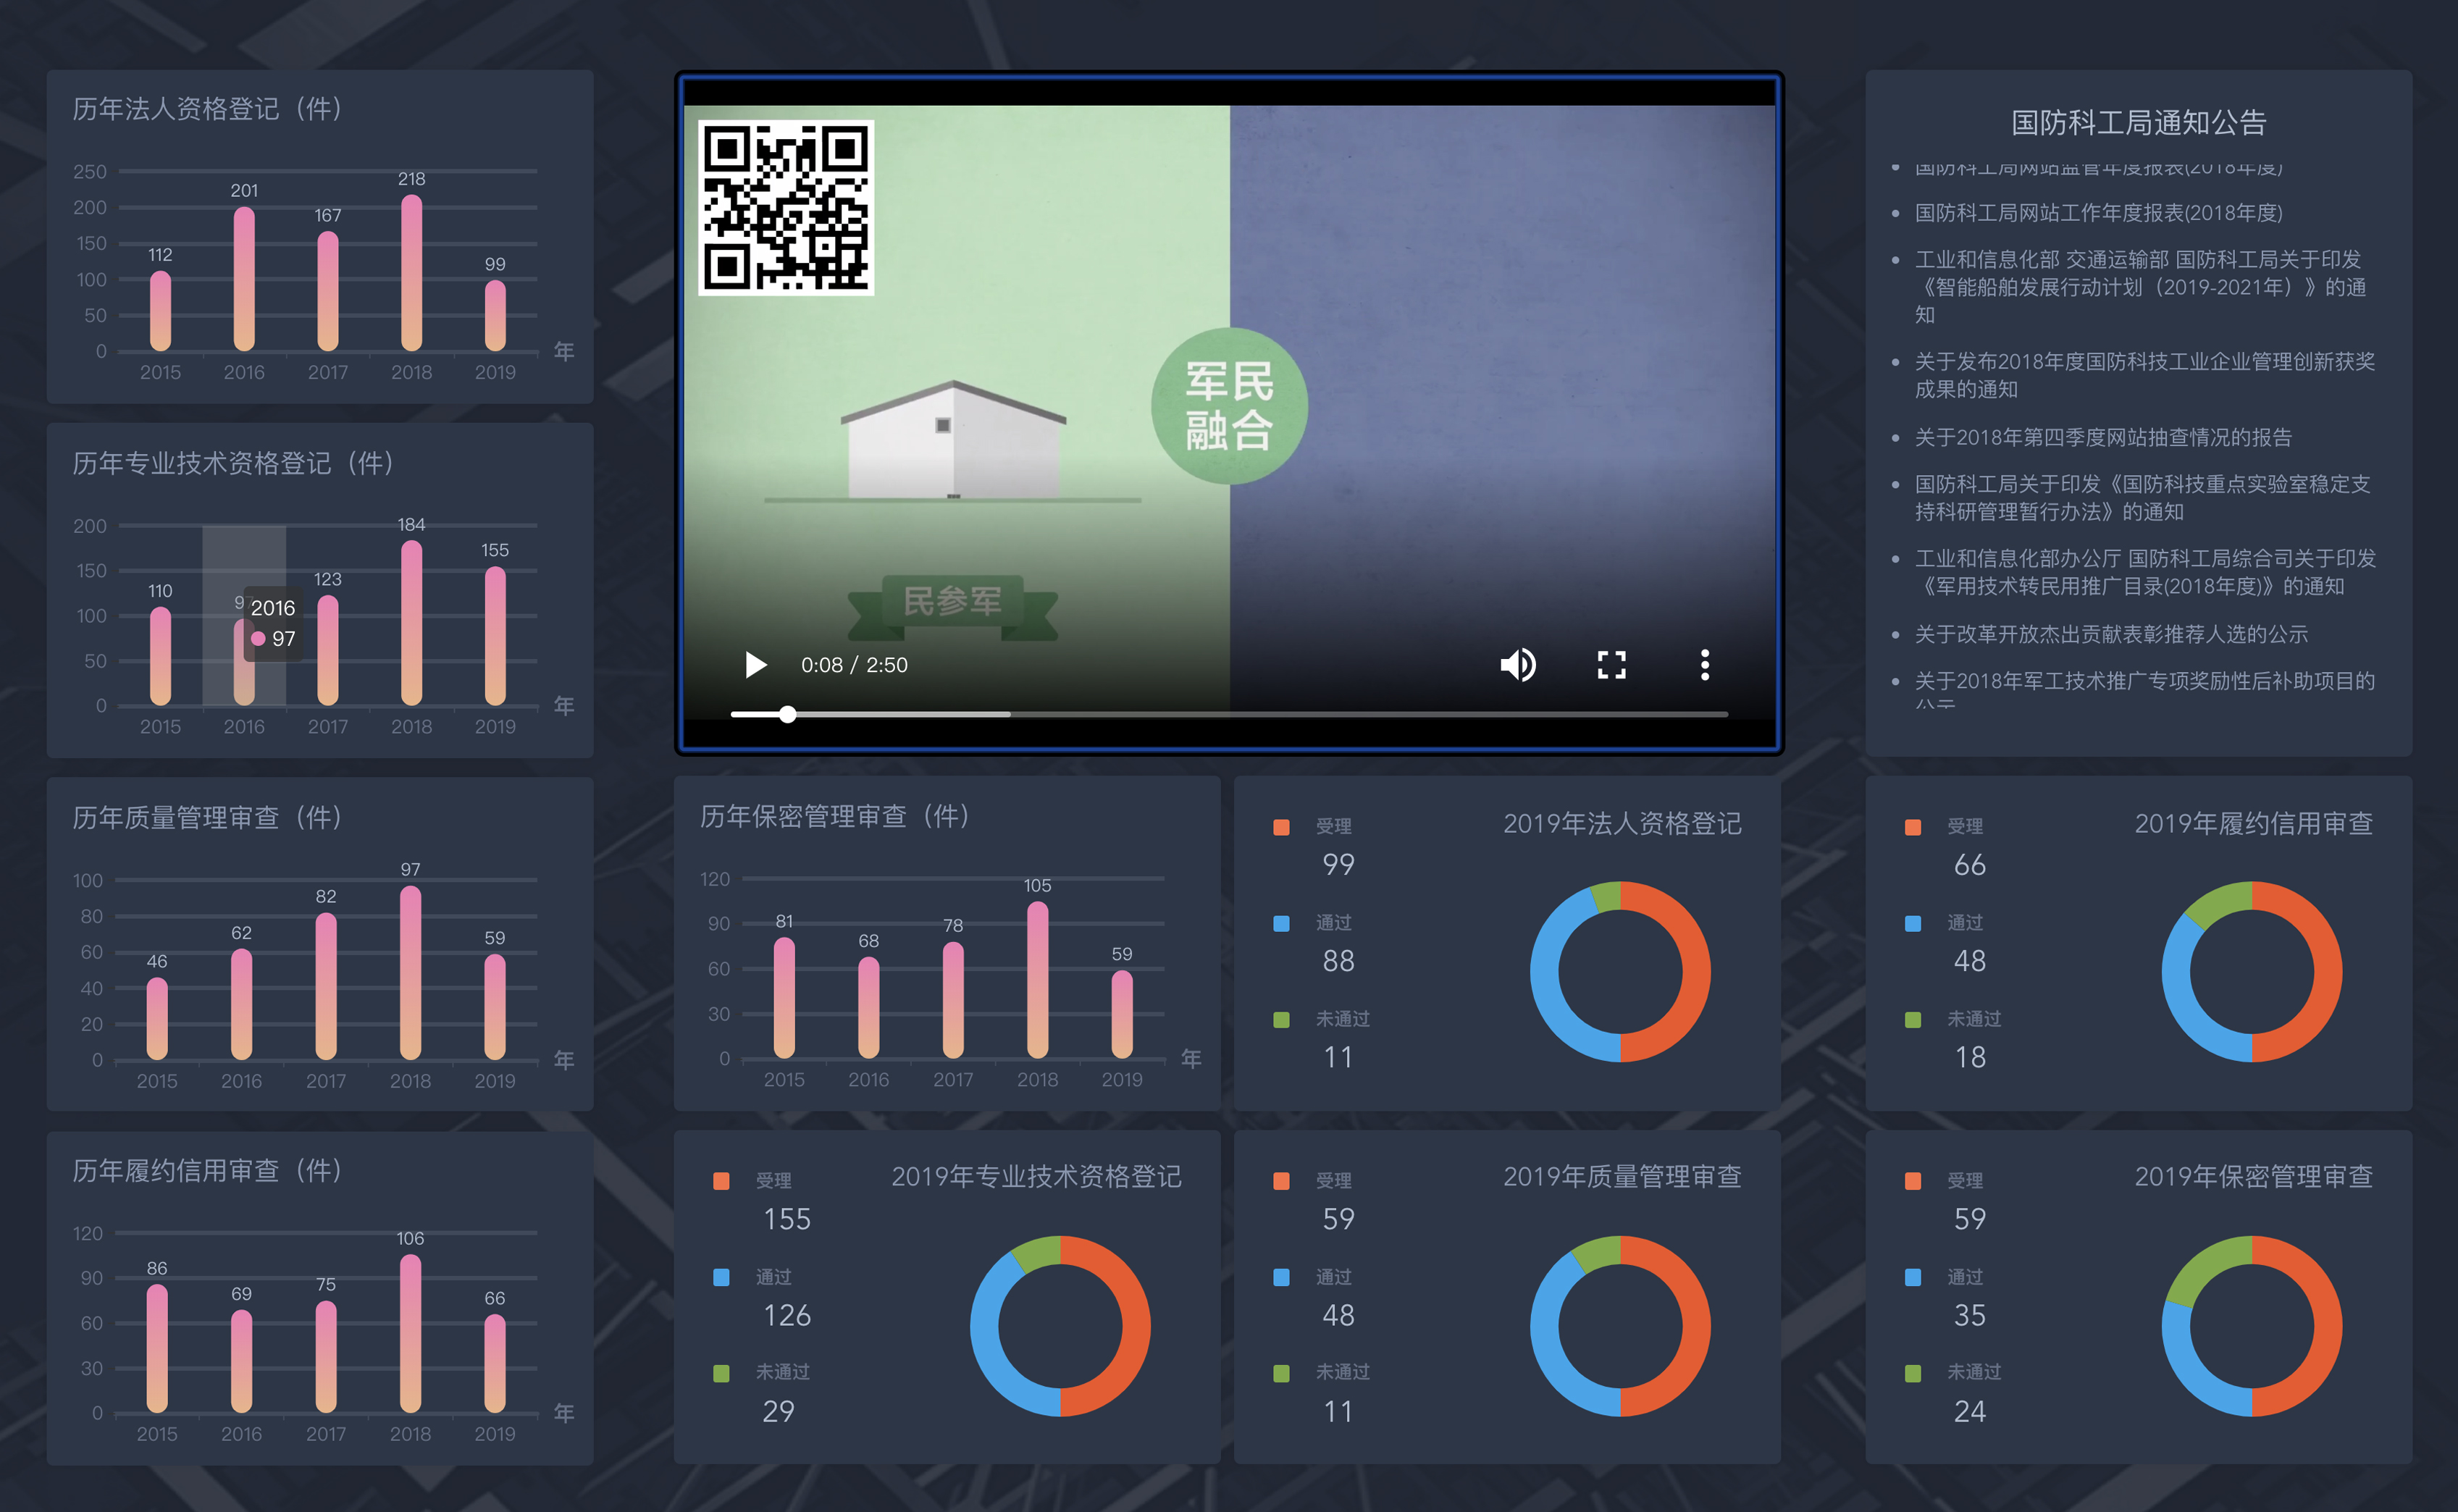 历年法人资格登记（件）
250
200
150
100
50
0
112
201
167
218
99
2015
2016
2017
2018
2019
年
历年专业技术资格登记（件）
200
150
100
50
0
110
97
123
184
155
2016
97
2015
2016
2017
2018
2019
年
历年质量管理审查（件）
100
80
60
40
20
0
46
62
82
97
59
2015
2016
2017
2018
2019
年
历年履约信用审查（件）
120
90
60
30
0
86
69
75
106
66
2015
2016
2017
2018
2019
年
军民
融合
民参军
0:08 / 2:50
历年保密管理审查（件）
120
90
60
30
0
81
68
78
105
59
2015
2016
2017
2018
2019
年
2019年法人资格登记
受理
99
通过
88
未通过
11
2019年专业技术资格登记
受理
155
通过
126
未通过
29
2019年质量管理审查
受理
59
通过
48
未通过
11
国防科工局通知公告
国防科工局网站监管年度报表(2018年度)
国防科工局网站工作年度报表(2018年度)
工业和信息化部 交通运输部 国防科工局关于印发
《智能船舶发展行动计划（2019-2021年）》的通
知
关于发布2018年度国防科技工业企业管理创新获奖
成果的通知
关于2018年第四季度网站抽查情况的报告
国防科工局关于印发《国防科技重点实验室稳定支
持科研管理暂行办法》的通知
工业和信息化部办公厅 国防科工局综合司关于印发
《军用技术转民用推广目录(2018年度)》的通知
关于改革开放杰出贡献表彰推荐人选的公示
关于2018年军工技术推广专项奖励性后补助项目的
公示
2019年履约信用审查
受理
66
通过
48
未通过
18
2019年保密管理审查
受理
59
通过
35
未通过
24